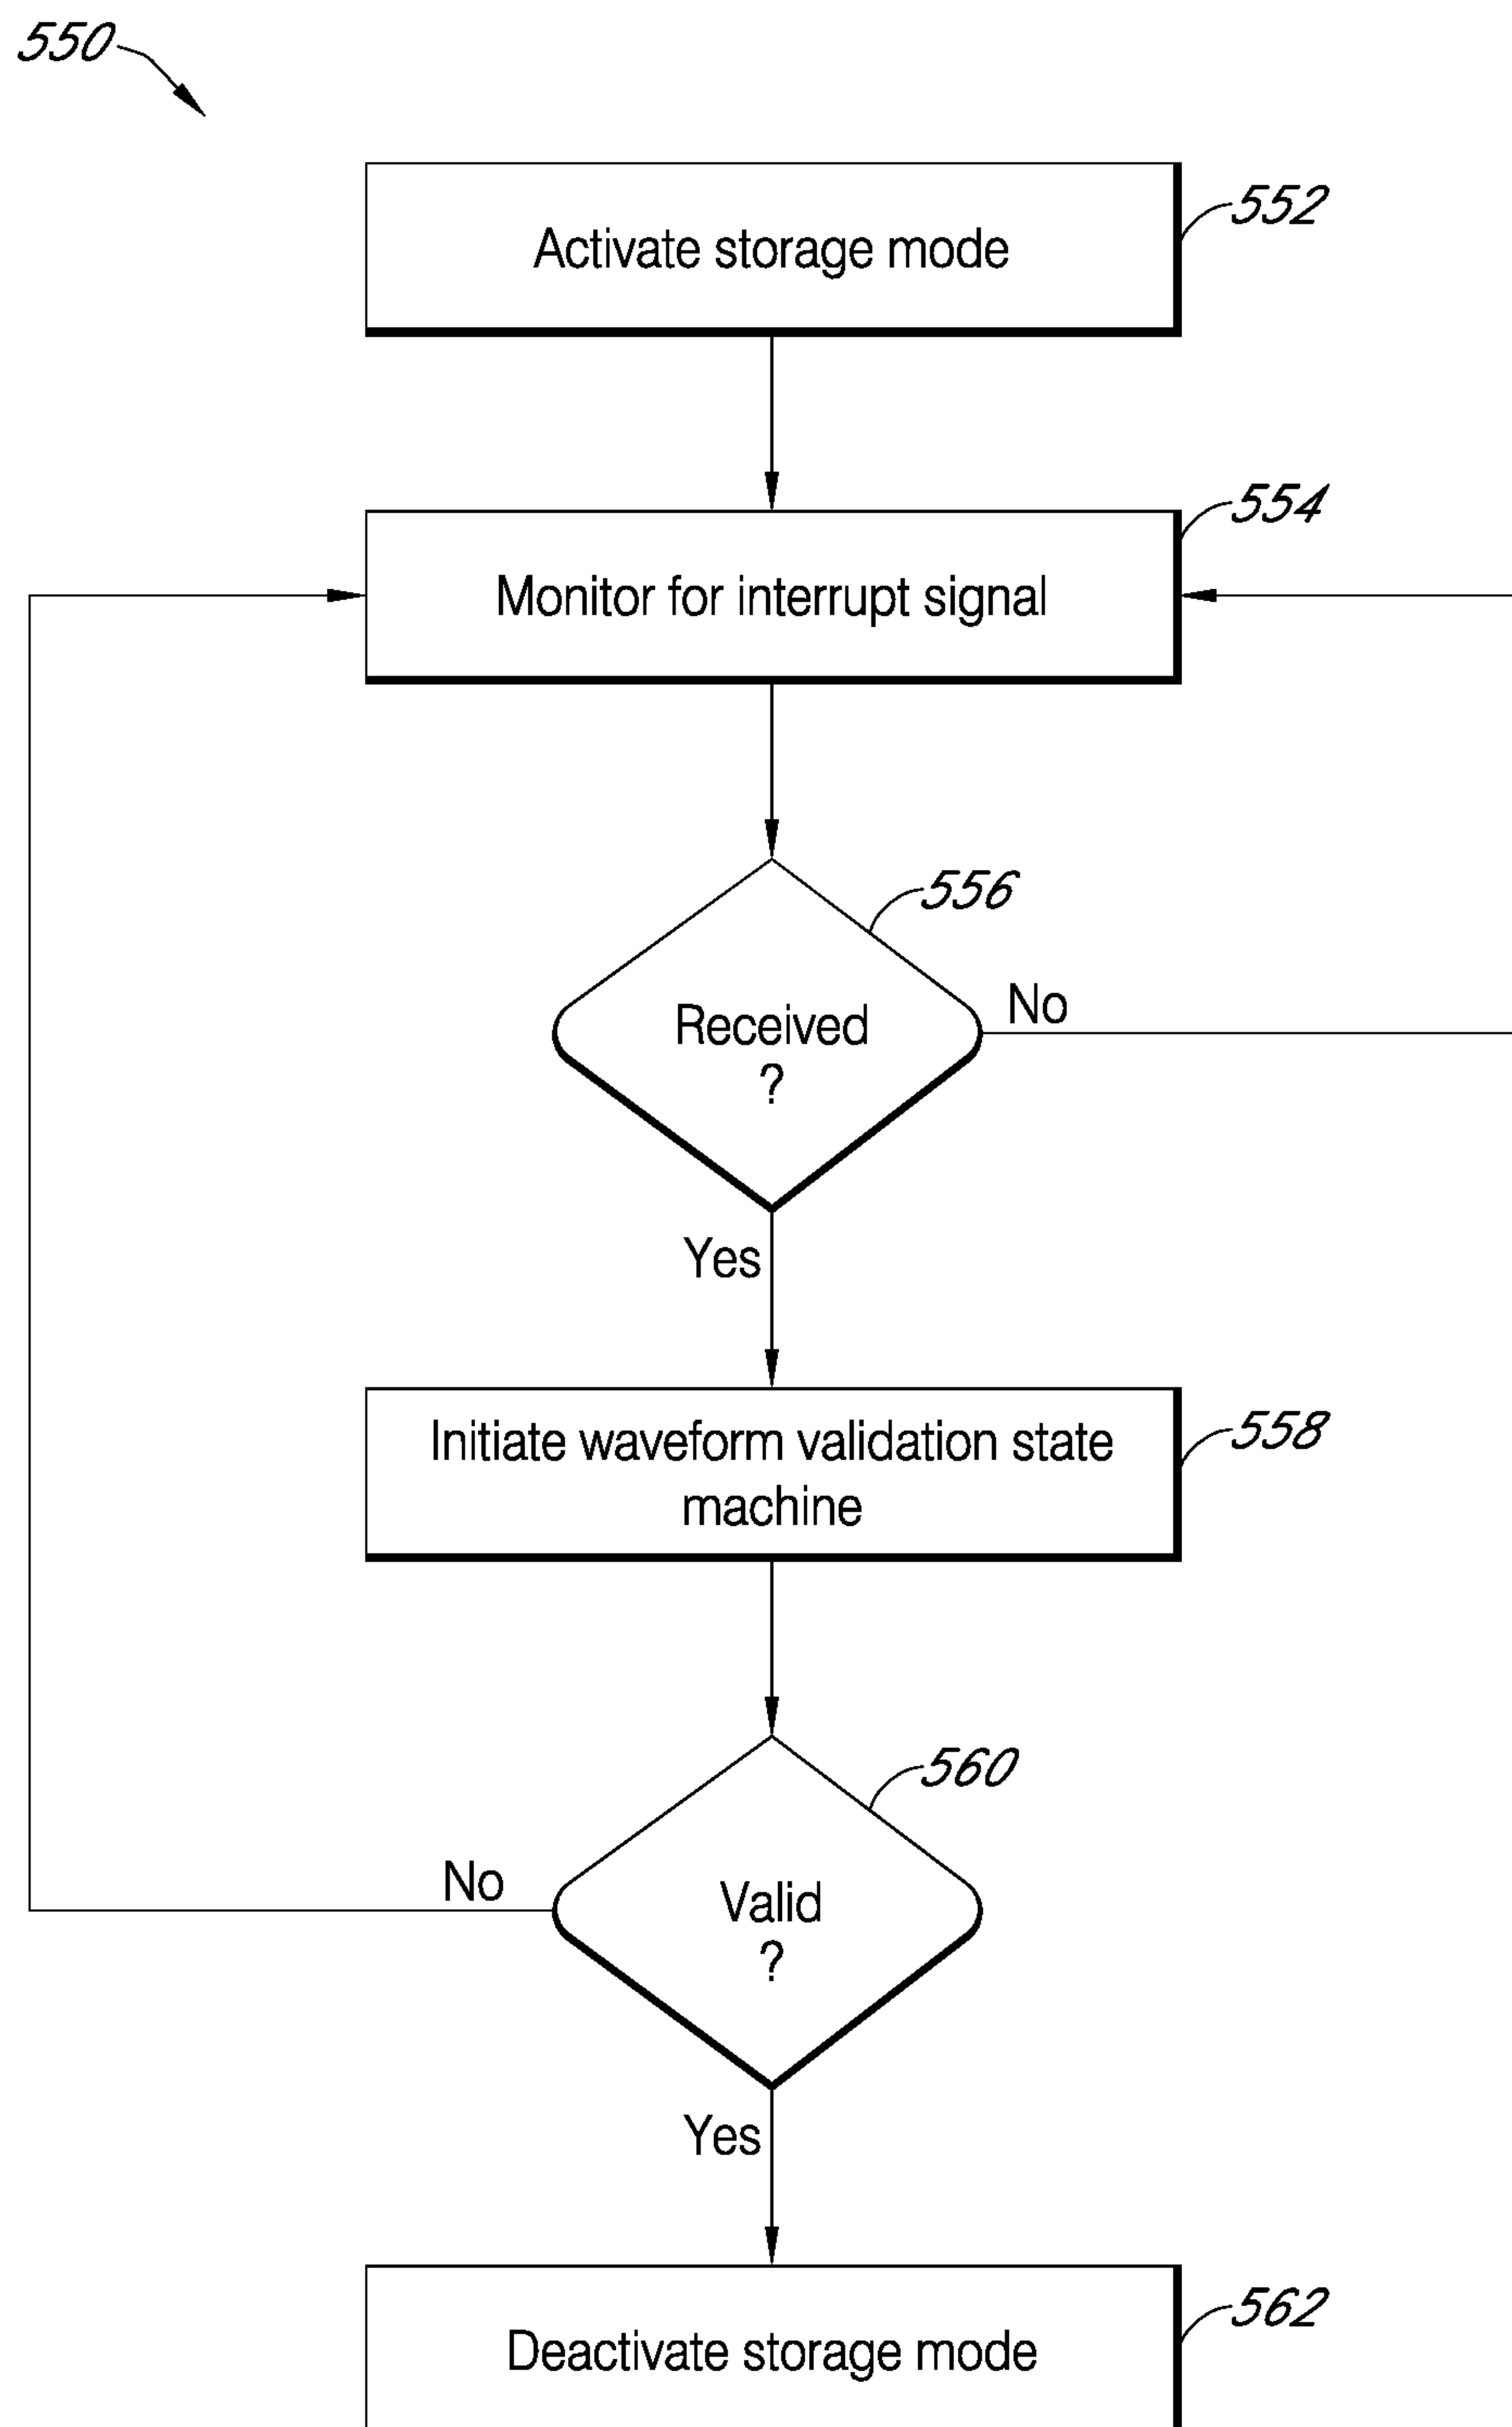 550
Activate storage mode
552
Monitor for interrupt signal
554
556
Received
?
No
Yes
Initiate waveform validation state
machine
558
560
Valid
?
No
Yes
Deactivate storage mode
562